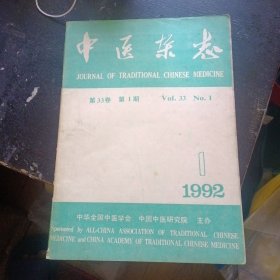 中医杂志
JOURNAL OF TRADITIONAL CHINESE MEDICINE
第33卷 第1期 Vol. 33 No. 1
1
1992
中华全国中医学会 中国中医研究院 主办
Sponsored by ALL-CHINA ASSOCIATION OF TRADITIONAL CHINESE
MEDICINE and CHINA ACADEMY OF TRADITIONAL CHINESE MEDICINE